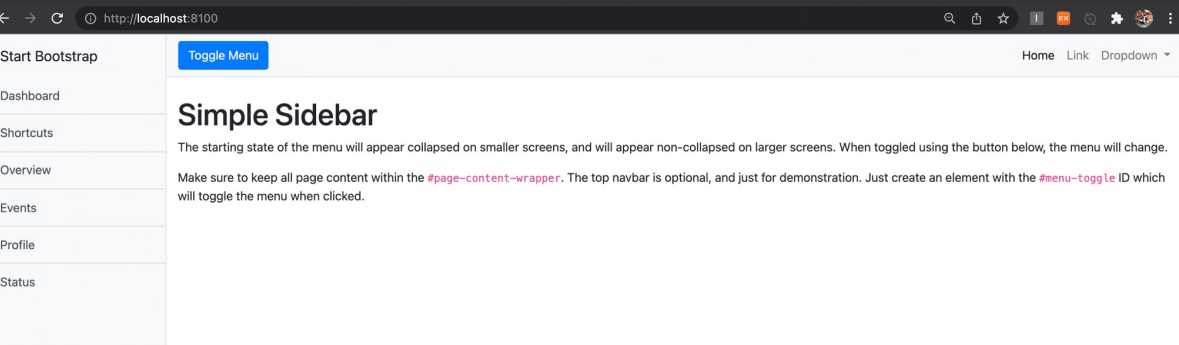 http://localhost:8100
EX
Start Bootstrap
Toggle Menu
Home Link Dropdown
Dashboard
Shortcuts
Overview
Events
Profile
Status
Simple Sidebar
The starting state of the menu will appear collapsed on smaller screens, and will appear non-collapsed on larger screens. When toggled using the button below, the menu will change.
Make sure to keep all page content within the #page-content-wrapper. The top navbar is optional, and just for demonstration. Just create an element with the #menu-toggle ID which
will toggle the menu when clicked.